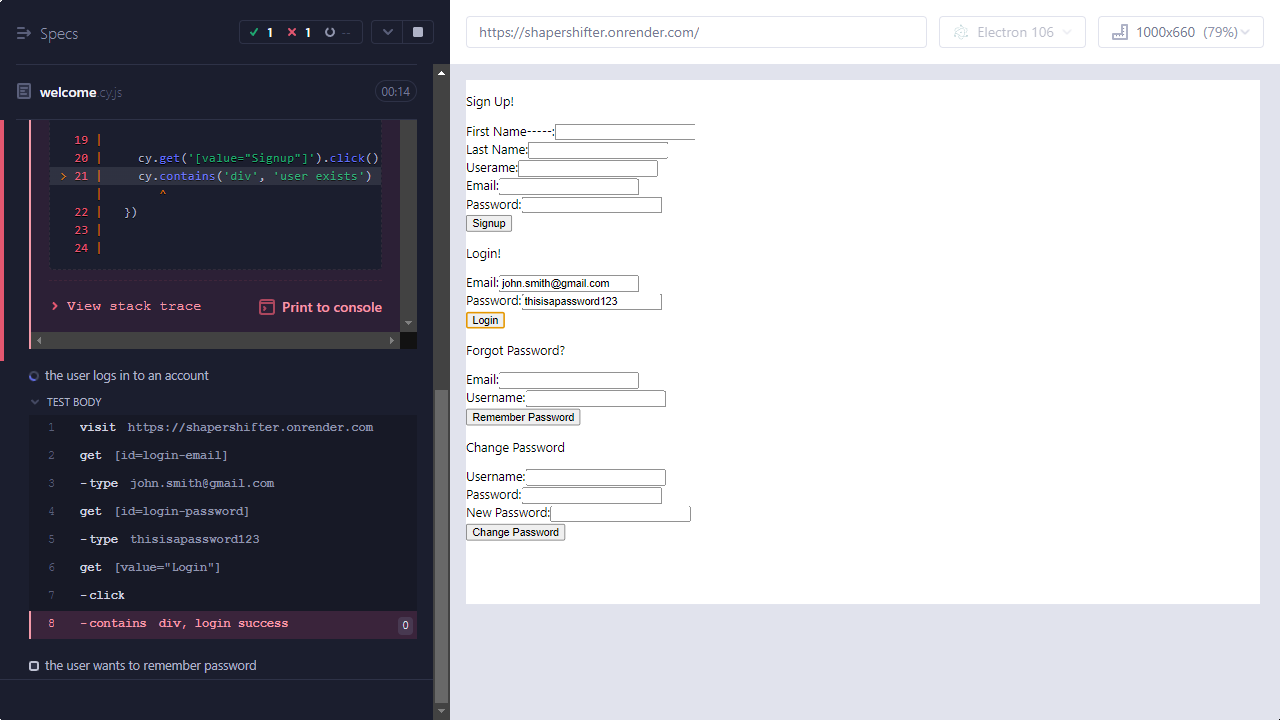 Specs
1
1
--
welcome.cy.js
00:14
19 |
20 | cy.get('[value="Signup"]').click()
> 21 | cy.contains('div', 'user exists')
| ^
22 | })
23 |
24 |
> View stack trace
Print to console
the user logs in to an account
TEST BODY
1 visit https://shapershifter.onrender.com
2 get [id=login-email]
3 -type john.smith@gmail.com
4 get [id=login-password]
5 -type thisisapassword123
6 get [value="Login"]
7 -click
8 -contains div, login success 0
the user wants to remember password
https://shapershifter.onrender.com/
Electron 106
1000x660 (79%)
Sign Up!
First Name-----:
Last Name:
Userame:
Email:
Password:
Signup
Login!
Email: john.smith@gmail.com
Password: thisisapassword123
Login
Forgot Password?
Email:
Username:
Remember Password
Change Password
Username:
Password:
New Password:
Change Password